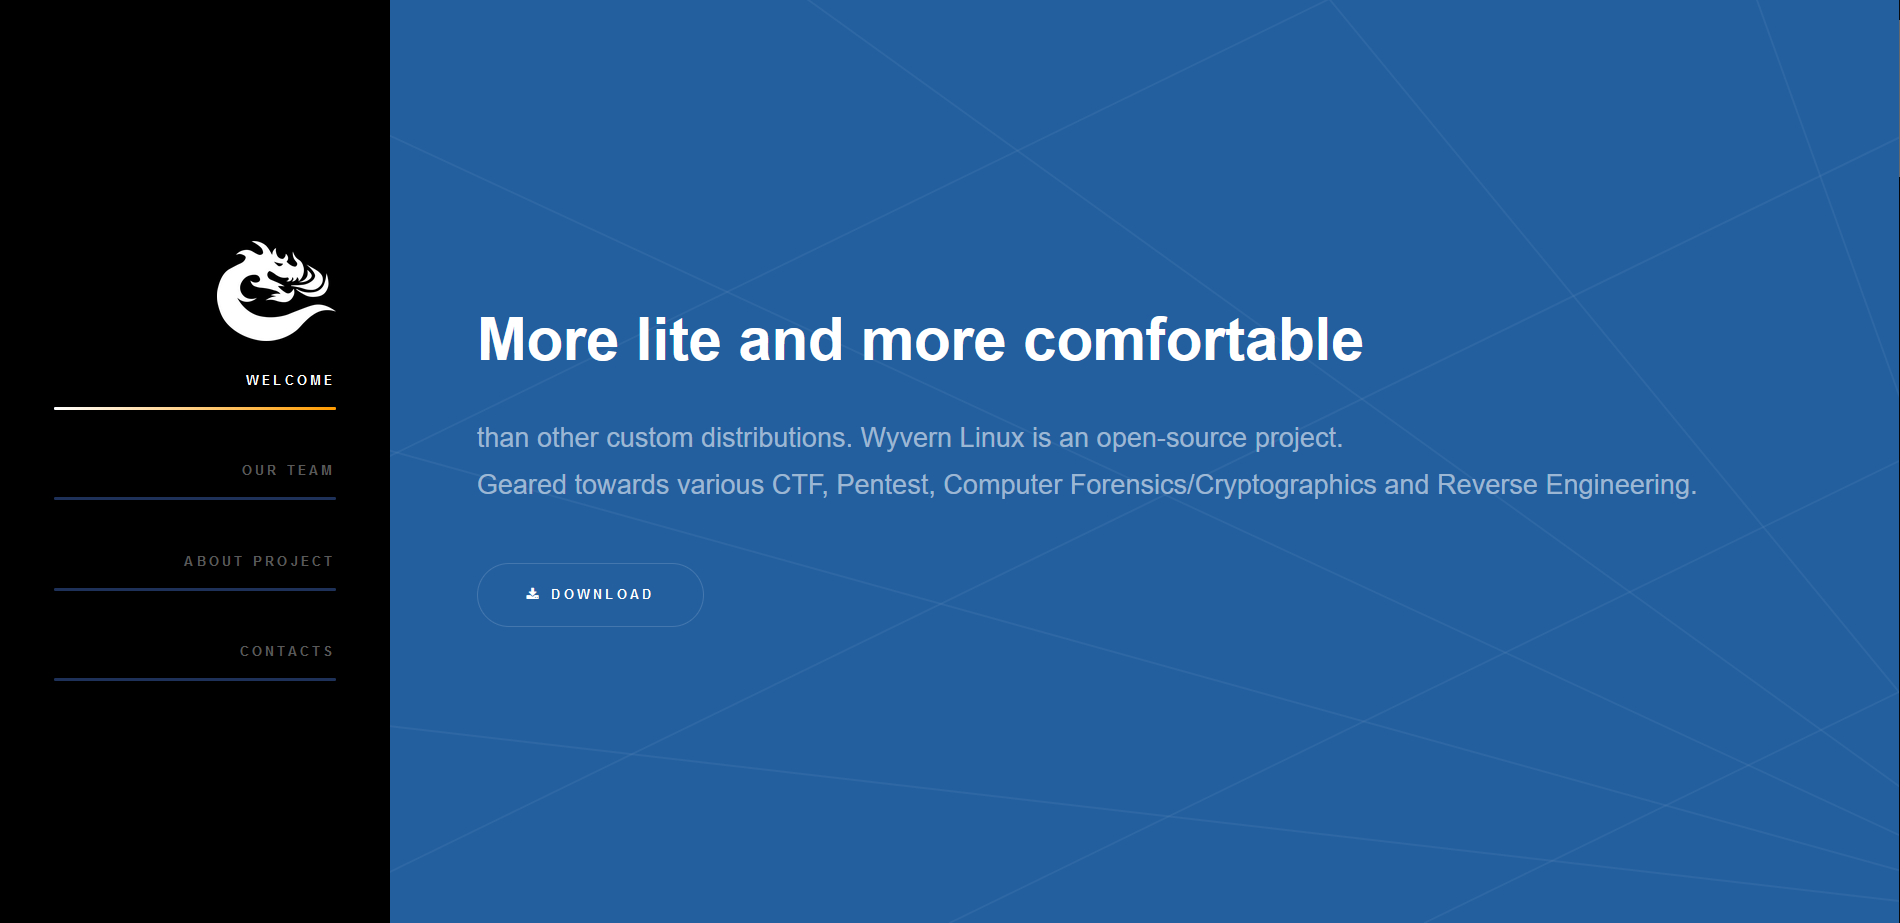 WELCOME
OUR TEAM
ABOUT PROJECT
CONTACTS
More lite and more comfortable
than other custom distributions. Wyvern Linux is an open-source project.
Geared towards various CTF, Pentest, Computer Forensics/Cryptographics and Reverse Engineering.
DOWNLOAD